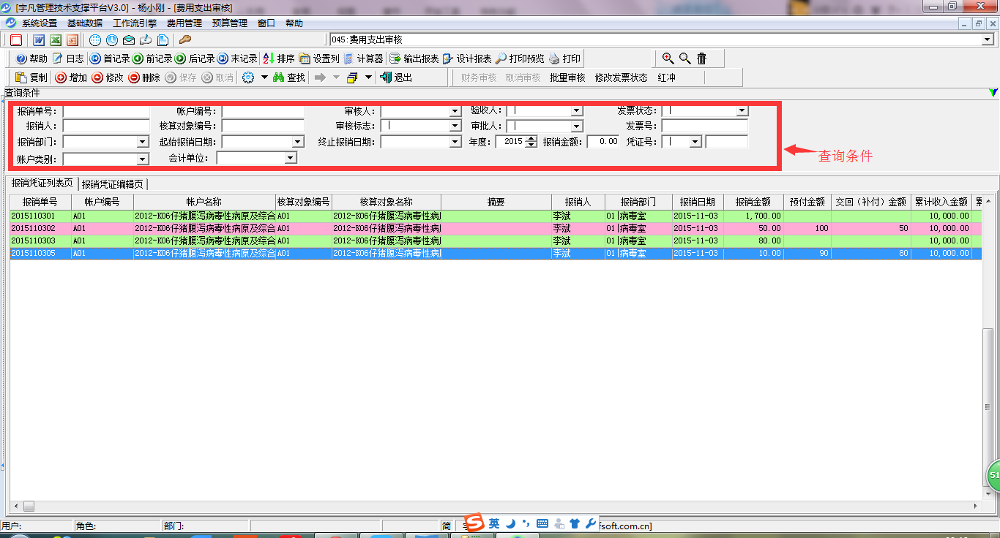 [宇凡管理技术支撑平台V3.0] - 杨小刚 - [费用支出审核]
系统设置 基础数据 工作流引擎 费用管理 预算管理 窗口 帮助
045:费用支出审核
帮助 日志 首记录 前记录 后记录 末记录 排序 设置列 计算器 输出报表 设计报表 打印预览 打印
复制 增加 修改 删除 保存 取消 查找 退出 财务审核 取消审核 批量审核 修改发票状态 红冲
查询条件
报销单号: 帐户编号: 审核人: 验收人: | 发票状态: |
报销人: 核算对象编号: 审核标志: | 审批人: | 发票号:
报销部门: 起始报销日期: 终止报销日期: 年度: 2015 报销金额: 0.00 凭证号: |
账户类别: 会计单位:
查询条件
报销凭证列表页 报销凭证编辑页
报销单号 帐户编号 帐户名称 核算对象编号 核算对象名称 摘要 报销人 报销部门 报销日期 报销金额 预付金额 交回（补付）金额 累计收入金额
2015110301 A01 2012-K06仔猪腹泻病毒性病原及综合 A01 2012-K06仔猪腹泻病毒性病 李斌 01|病毒室 2015-11-03 1,700.00 10,000.00
2015110302 A01 2012-K06仔猪腹泻病毒性病原及综合 A01 2012-K06仔猪腹泻病毒性病 李斌 01|病毒室 2015-11-03 50.00 100 50 10,000.00
2015110303 A01 2012-K06仔猪腹泻病毒性病原及综合 A01 2012-K06仔猪腹泻病毒性病 李斌 01|病毒室 2015-11-03 80.00 10,000.00
2015110305 A01 2012-K06仔猪腹泻病毒性病原及综合 A01 2012-K06仔猪腹泻病毒性病 李斌 01|病毒室 2015-11-03 10.00 90 80 10,000.00
51
用户: 角色: 部门: 简 英 fsoft.com.cn]